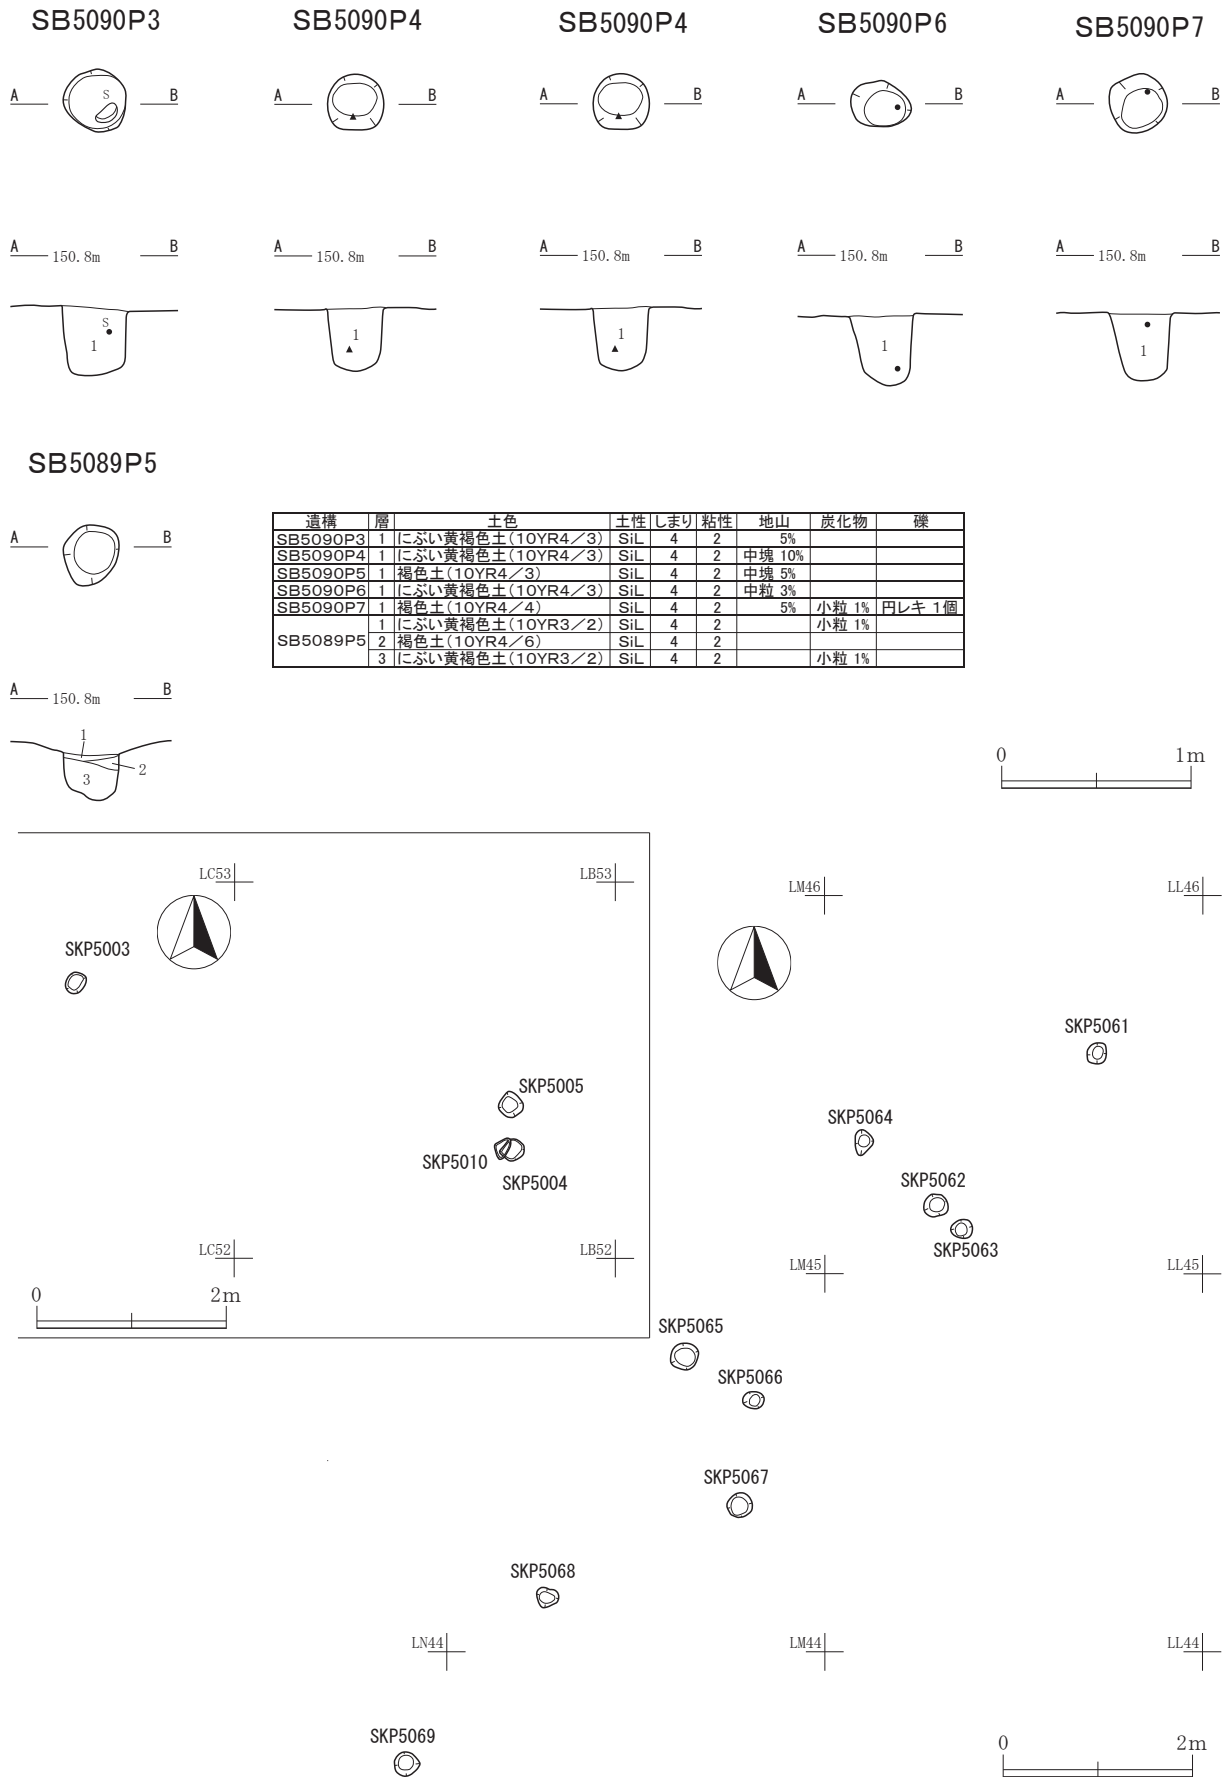 SB5090P3 SB5090P4 SB5090P4 SB5090P6 SB5090P7
S
A B A B A B A B A B
A 150.8m B A 150.8m B A 150.8m B A 150.8m B A 150.8m B
S
1 1 1 1 1
SB5089P5
A B
遺構 層 土色 土性 しまり 粘性 地山 炭化物 礫
SB5090P3 1 にぶい黄褐色土(10YR4／3) SiL 4 2 5%
SB5090P4 1 にぶい黄褐色土(10YR4／3) SiL 4 2 中塊 10%
SB5090P5 1 褐色土(10YR4／3) SiL 4 2 中塊 5%
SB5090P6 1 にぶい黄褐色土(10YR4／3) SiL 4 2 中粒 3%
SB5090P7 1 褐色土(10YR4／4) SiL 4 2 5% 小粒 1% 円レキ 1個
SB5089P5 1 にぶい黄褐色土(10YR3／2) SiL 4 2 小粒 1%
2 褐色土(10YR4／6) SiL 4 2
3 にぶい黄褐色土(10YR3／2) SiL 4 2 小粒 1%
A 150.8m B
1
2
3
0 1m
LC53 LB53
SKP5003
SKP5005
SKP5010
SKP5004
LC52 LB52
0 2m
LM46 LL46
SKP5061
SKP5064
SKP5062
SKP5063
LM45 LL45
SKP5065
SKP5066
SKP5067
SKP5068
LN44 LM44 LL44
SKP5069
0 2m